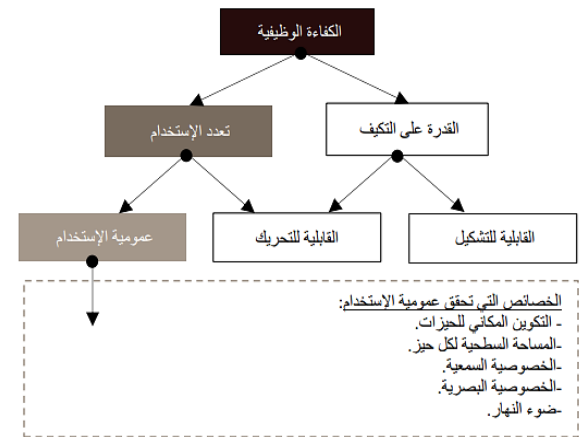 الكفاءة الوظيفية
القدرة على التكيف
تعدد الإستخدام
القابلية للتشكيل
القابلية للتحريك
عمومية الإستخدام
الخصائص التي تحقق عمومية الإستخدام:
- التكوين المكاني للحيزات.
-المساحة السطحية لكل حيز.
-الخصوصية السمعية.
-الخصوصية البصرية.
-ضوء النهار.